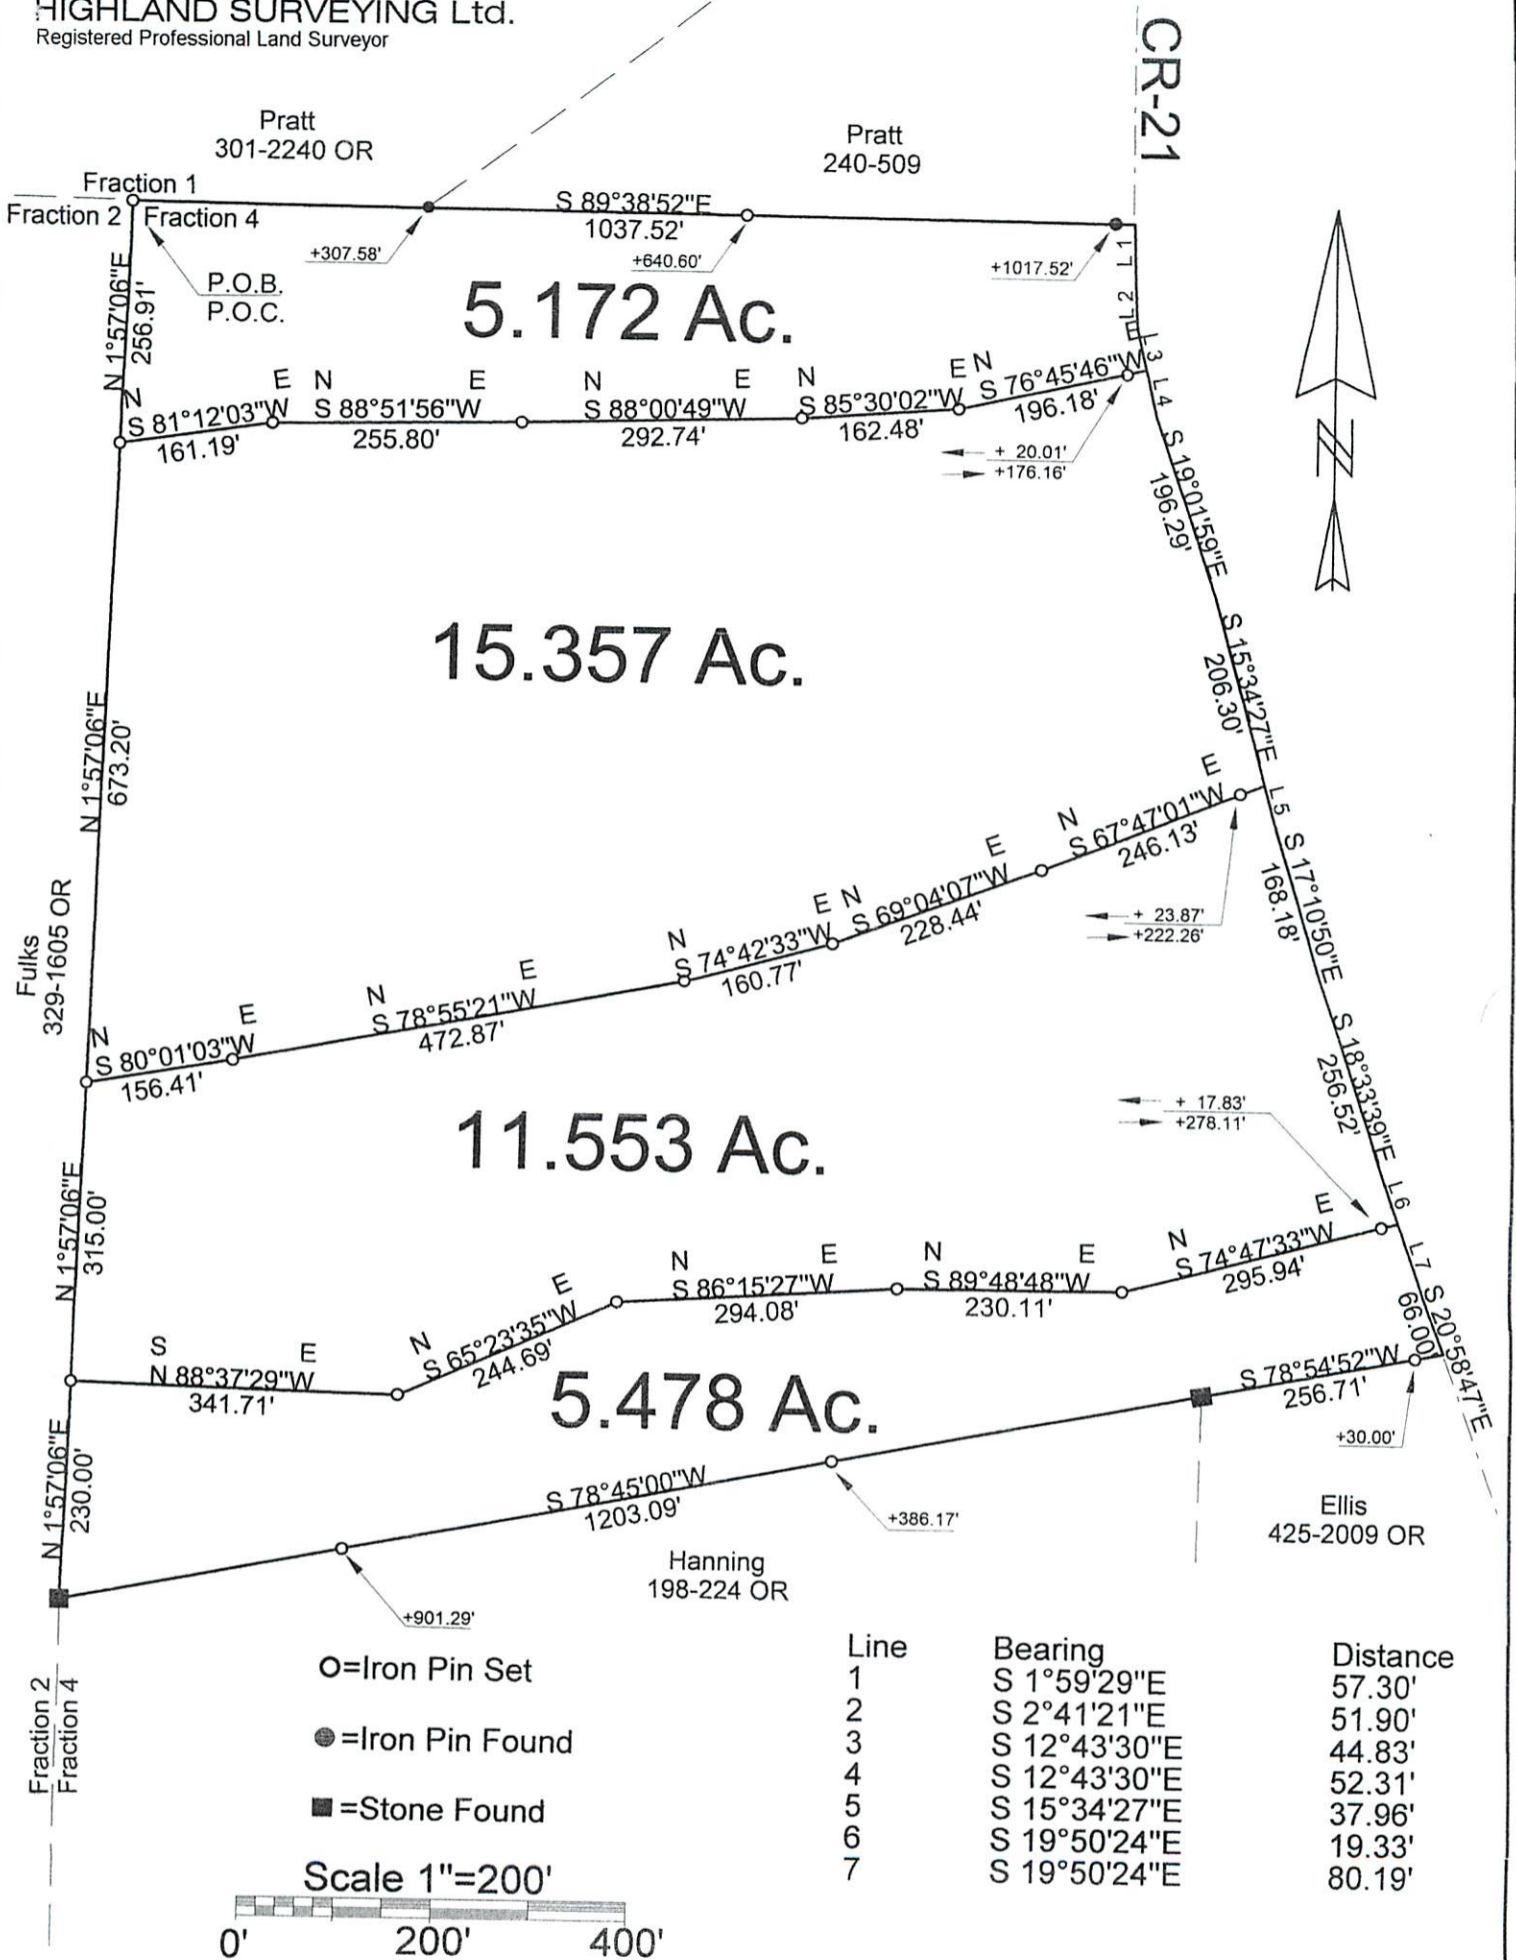 HIGHLAND SURVEYING Ltd.
Registered Professional Land Surveyor
CR-21
Pratt
301-2240 OR
Pratt
240-509
Fraction 1
Fraction 2
Fraction 4
S 89°38'52"E
1037.52'
+307.58'
+640.60'
+1017.52'
P.O.B.
P.O.C.
N 1°57'06"E
256.91'
5.172 Ac.
L 1
L 2
L 3
L 4
N E
S 81°12'03"W
161.19'
N E
S 88°51'56"W
255.80'
N E
S 88°00'49"W
292.74'
N E
S 85°30'02"W
162.48'
N E
S 76°45'46"W
196.18'
+ 20.01'
+176.16'
S 19°01'59"E
196.29'
15.357 Ac.
S 15°34'27"E
206.30'
N 1°57'06"E
673.20'
L 5
N E
S 67°47'01"W
246.13'
+ 23.87'
+222.26'
S 17°10'50"E
168.18'
N E
S 69°04'07"W
228.44'
N E
S 74°42'33"W
160.77'
N E
S 78°55'21"W
472.87'
N E
S 80°01'03"W
156.41'
Fulks
329-1605 OR
S 18°33'39"E
256.52'
11.553 Ac.
+ 17.83'
+278.11'
N 1°57'06"E
315.00'
L 6
L 7
N E
S 74°47'33"W
295.94'
N E
S 89°48'48"W
230.11'
N E
S 86°15'27"W
294.08'
N E
S 65°23'35"W
244.69'
S E
N 88°37'29"W
341.71'
S 20°58'47"E
66.00'
5.478 Ac.
S 78°54'52"W
256.71'
+30.00'
N 1°57'06"E
230.00'
S 78°45'00"W
1203.09'
+386.17'
+901.29'
Ellis
425-2009 OR
Hanning
198-224 OR
Fraction 2
Fraction 4
=Iron Pin Set
=Iron Pin Found
=Stone Found
Scale 1"=200'
0' 200' 400'
Line Bearing Distance
1 S 1°59'29"E 57.30'
2 S 2°41'21"E 51.90'
3 S 12°43'30"E 44.83'
4 S 12°43'30"E 52.31'
5 S 15°34'27"E 37.96'
6 S 19°50'24"E 19.33'
7 S 19°50'24"E 80.19'
N